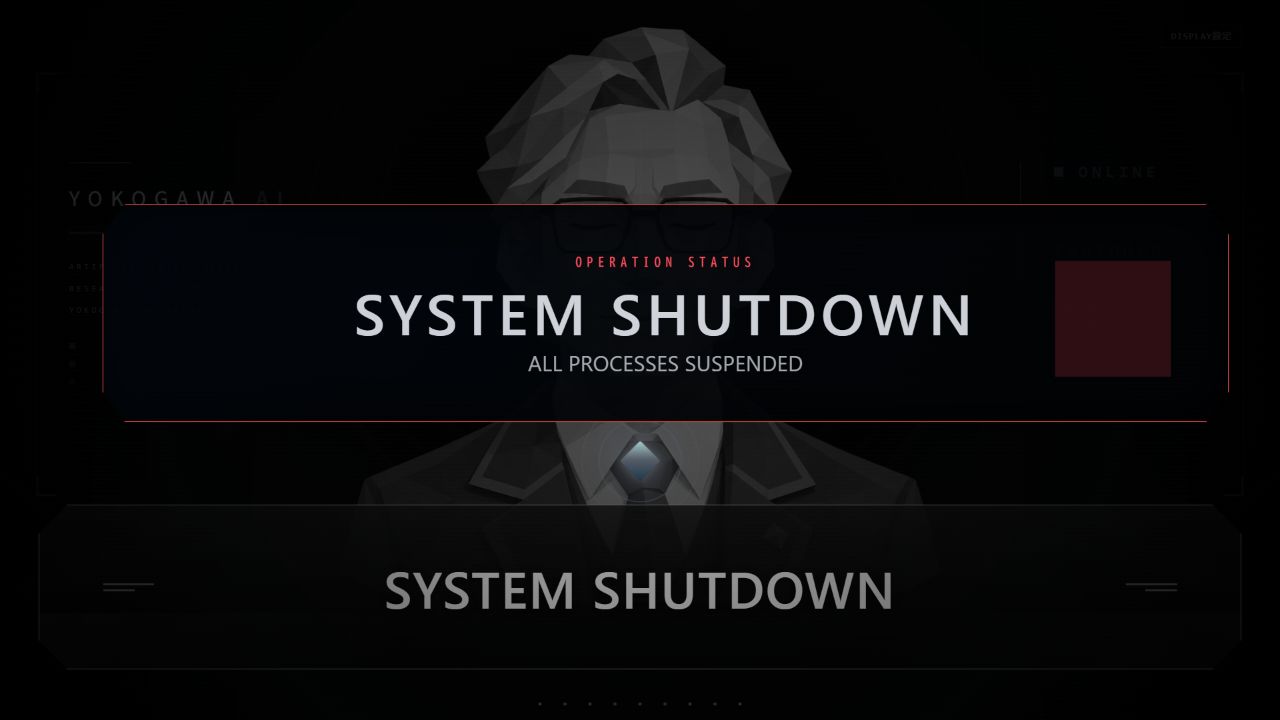 DISPLAY設定
ONLINE
YOKOGAWA AI
OPERATION STATUS
SYSTEM SHUTDOWN
ALL PROCESSES SUSPENDED
SYSTEM SHUTDOWN